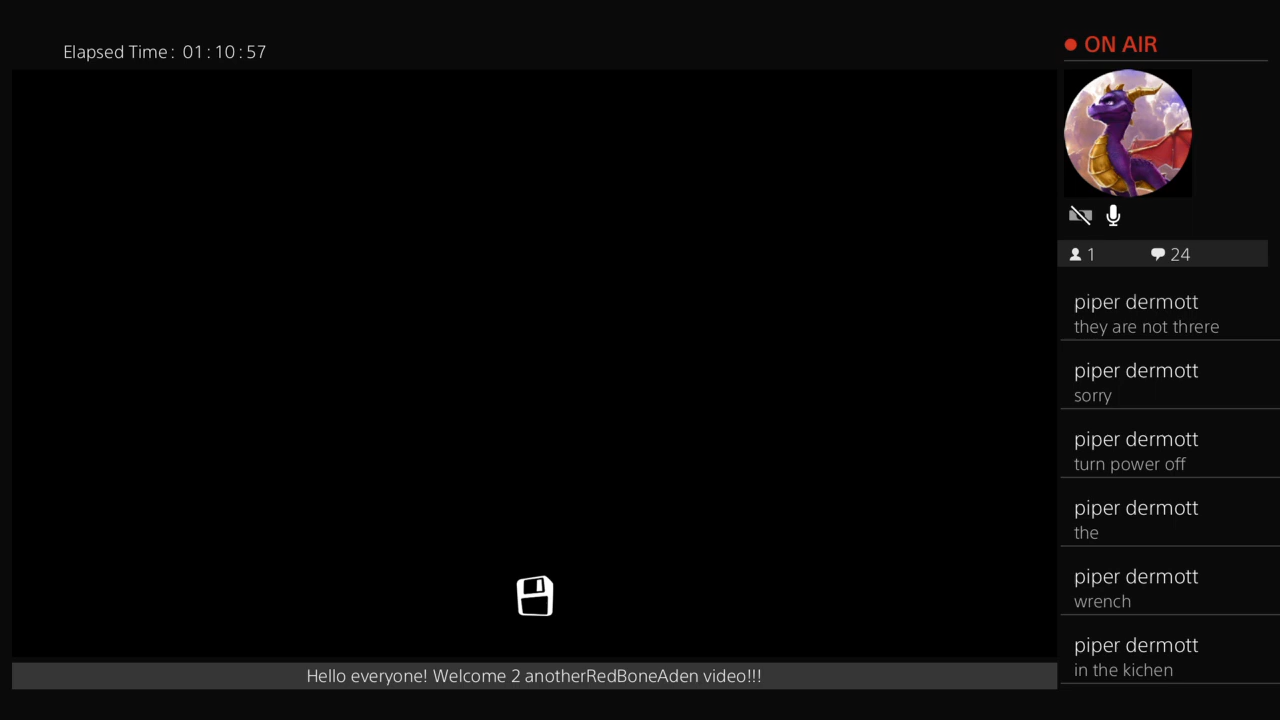 Elapsed Time: 01:10:57
ON AIR
1 24
piper dermott
they are not threre
piper dermott
sorry
piper dermott
turn power off
piper dermott
the
piper dermott
wrench
piper dermott
in the kichen
Hello everyone! Welcome 2 anotherRedBoneAden video!!!